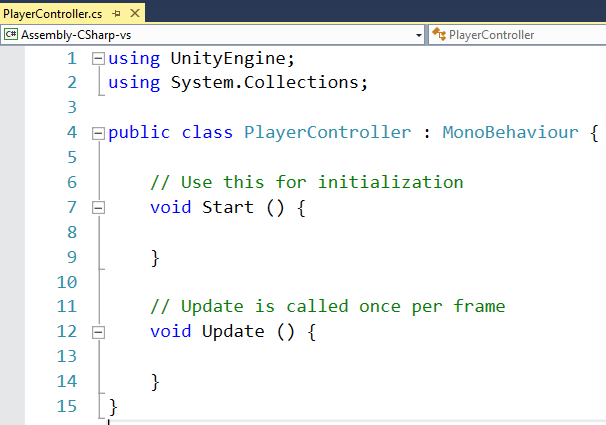 PlayerController.cs
Assembly-CSharp-vs PlayerController
1 using UnityEngine;
2 using System.Collections;
3
4 public class PlayerController : MonoBehaviour {
5
6     // Use this for initialization
7     void Start () {
8
9     }
10
11     // Update is called once per frame
12     void Update () {
13
14     }
15 }